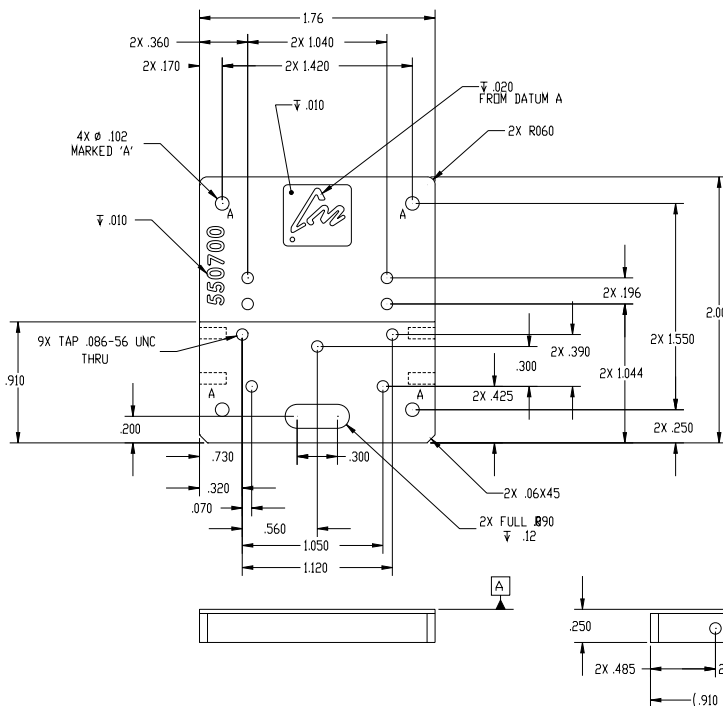 1.76
2X .360
2X 1.040
2X .170
2X 1.420
↧ .020
FROM DATUM A
↧ .010
2X R060
4X ø .102
MARKED 'A'
A
A
↧ .010
550700
2X .196
9X TAP .086-56 UNC
THRU
2X .390
2X 1.550
.300
2X 1.044
.910
2X .425
A
A
.200
2X .250
.730
.300
.320
2X .06X45
.070
2X FULL R.090
↧ .12
.560
1.050
1.120
A
.250
2X .485
(.910